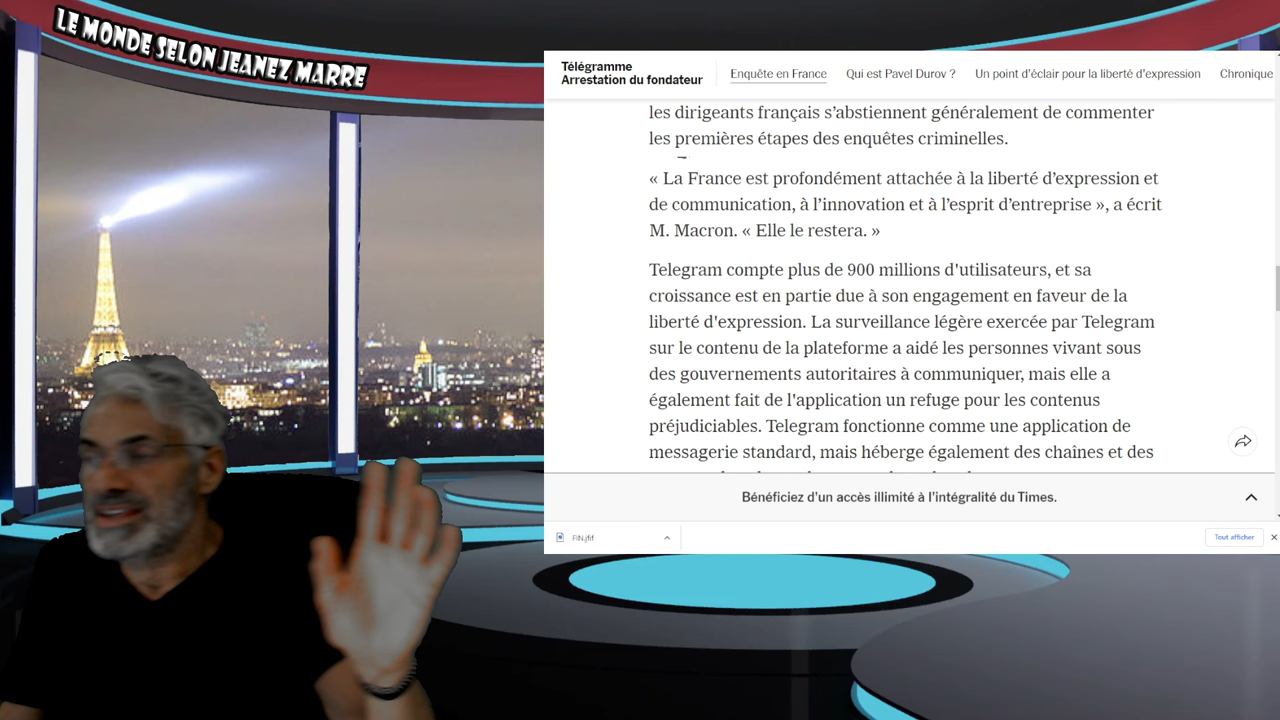 LE MONDE SELON JEANEZ MARRE
Télégramme
Arrestation du fondateur
Enquête en France
Qui est Pavel Durov ?
Un point d'éclair pour la liberté d'expression
Chronique
les dirigeants français s’abstiennent généralement de commenter
les premières étapes des enquêtes criminelles.
« La France est profondément attachée à la liberté d’expression et
de communication, à l’innovation et à l’esprit d’entreprise », a écrit
M. Macron. « Elle le restera. »
Telegram compte plus de 900 millions d'utilisateurs, et sa
croissance est en partie due à son engagement en faveur de la
liberté d'expression. La surveillance légère exercée par Telegram
sur le contenu de la plateforme a aidé les personnes vivant sous
des gouvernements autoritaires à communiquer, mais elle a
également fait de l'application un refuge pour les contenus
préjudiciables. Telegram fonctionne comme une application de
messagerie standard, mais héberge également des chaînes et des
Bénéficiez d'un accès illimité à l'intégralité du Times.
FIN.jfif
Tout afficher